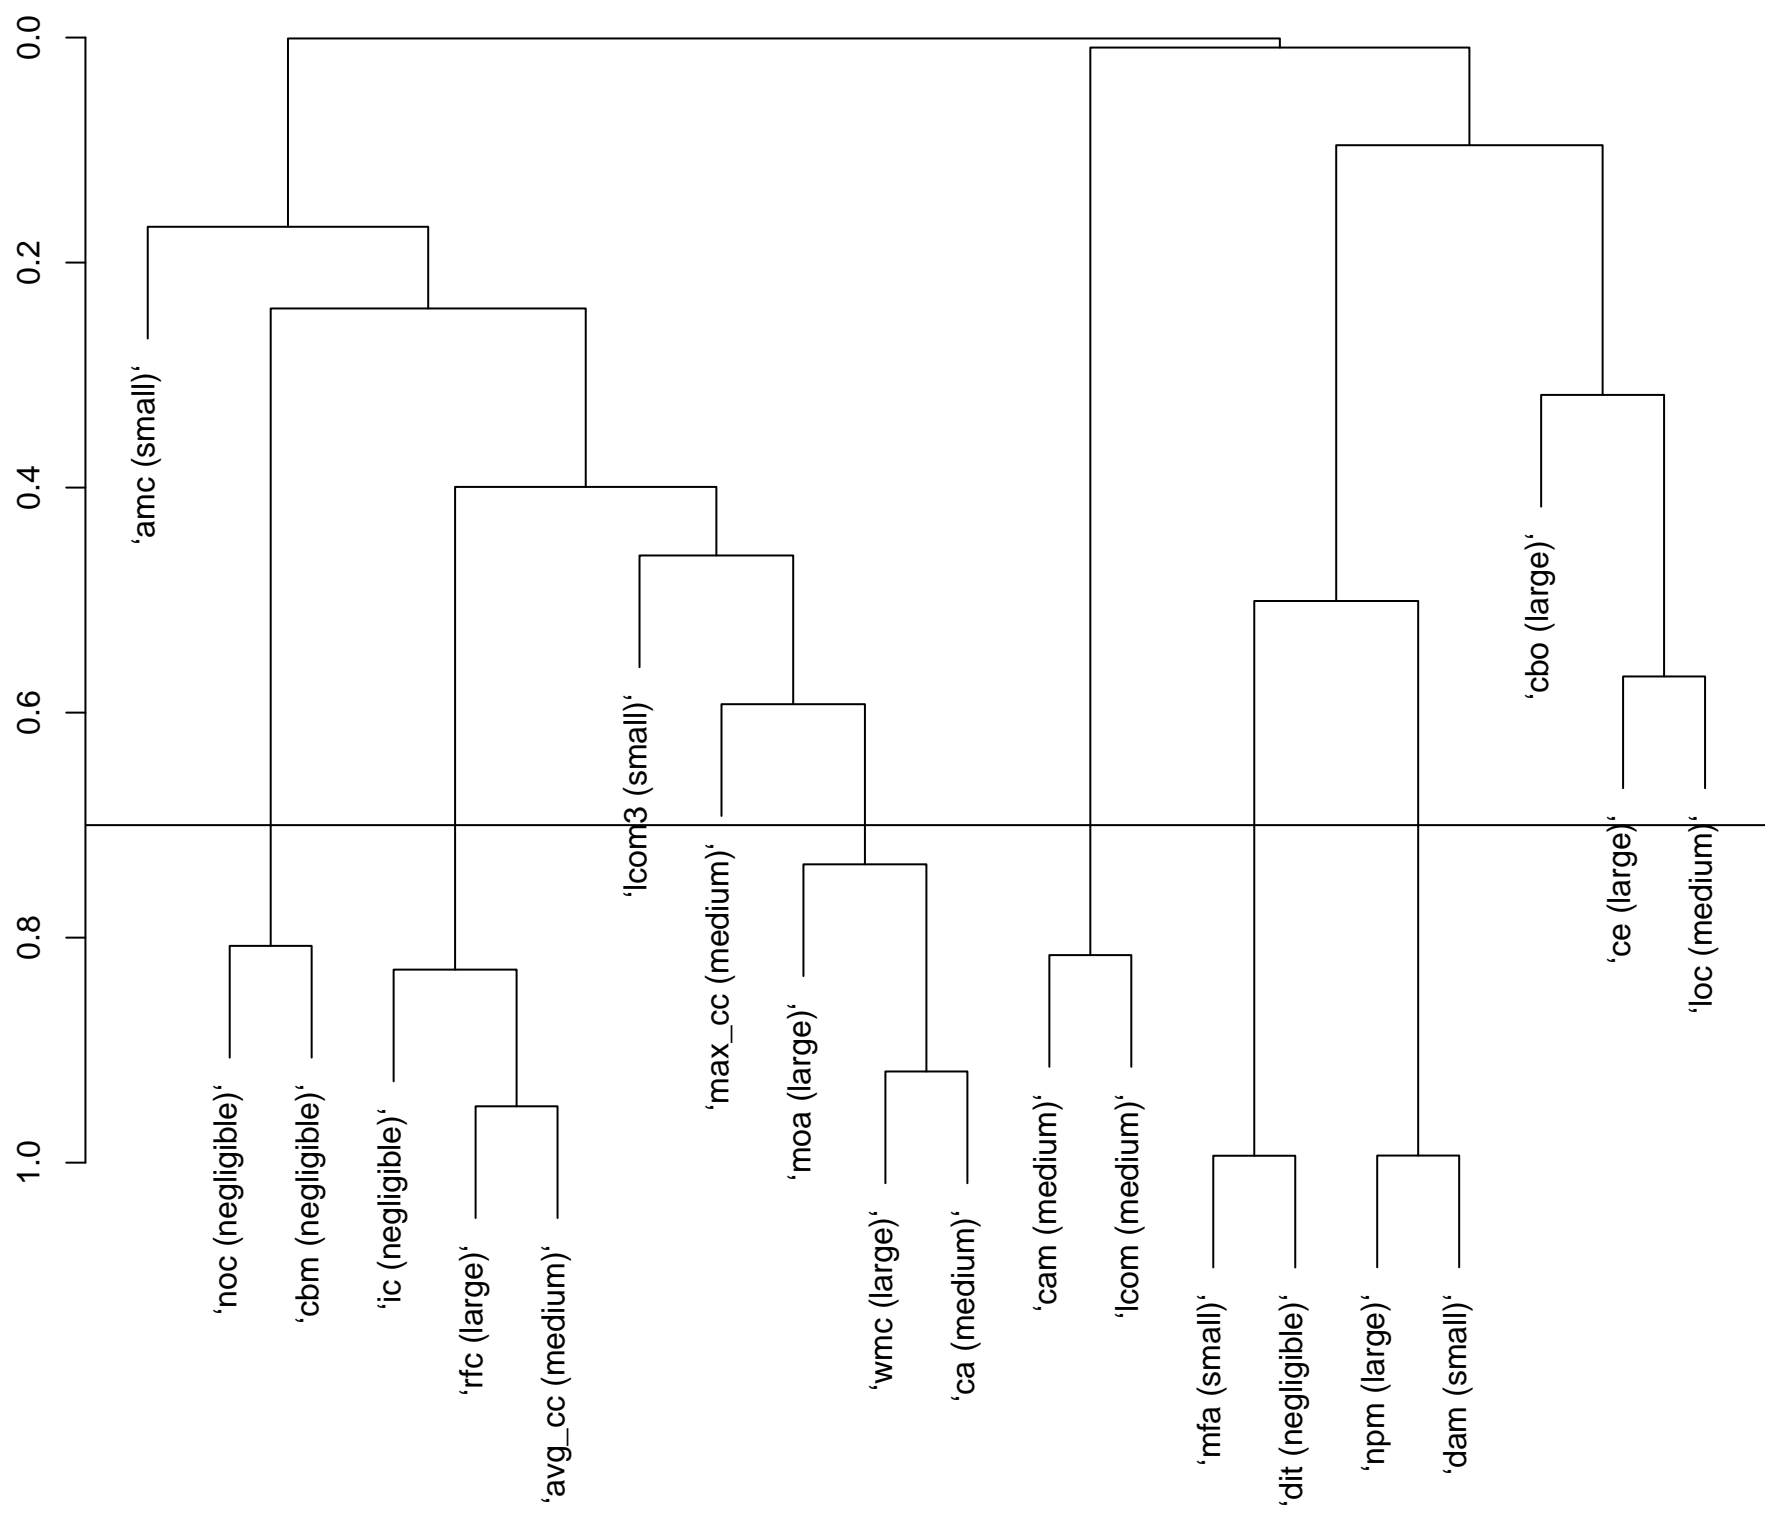 0.0
0.2
0.4
0.6
0.8
1.0
‘amc (small)‘
‘noc (negligible)‘
‘cbm (negligible)‘
‘ic (negligible)‘
‘rfc (large)‘
‘avg_cc (medium)‘
‘lcom3 (small)‘
‘max_cc (medium)‘
‘moa (large)‘
‘wmc (large)‘
‘ca (medium)‘
‘cam (medium)‘
‘lcom (medium)‘
‘mfa (small)‘
‘dit (negligible)‘
‘npm (large)‘
‘dam (small)‘
‘cbo (large)‘
‘ce (large)‘
‘loc (medium)‘